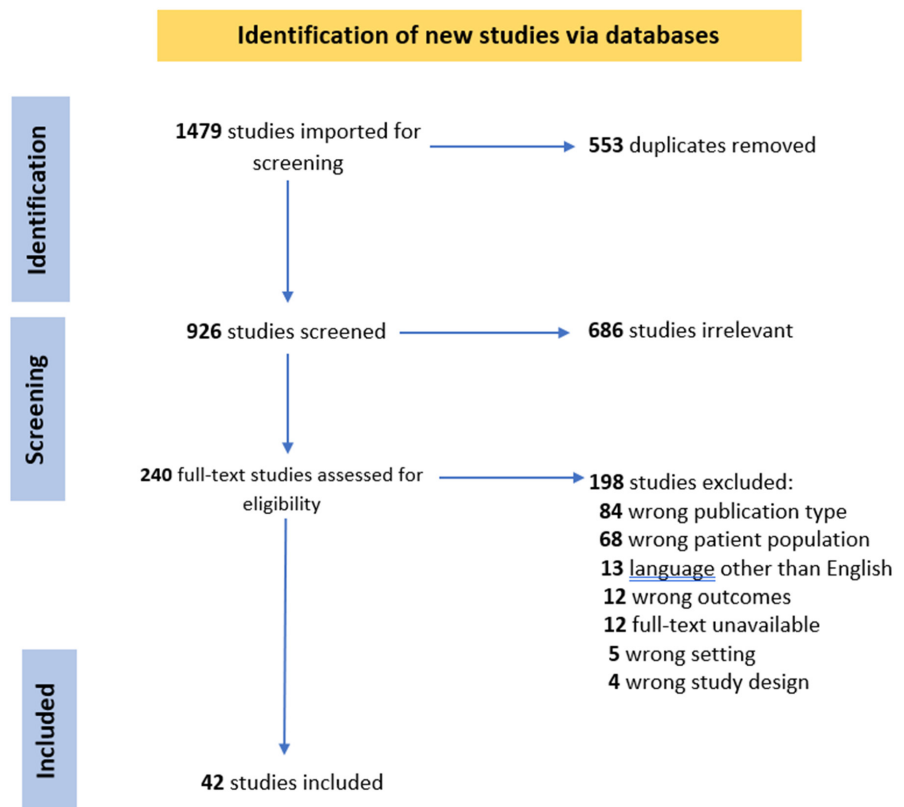 Identification of new studies via databases
Identification
1479 studies imported for
screening
553 duplicates removed
Screening
926 studies screened
686 studies irrelevant
240 full-text studies assessed for
eligibility
198 studies excluded:
84 wrong publication type
68 wrong patient population
13 language other than English
12 wrong outcomes
12 full-text unavailable
5 wrong setting
4 wrong study design
Included
42 studies included